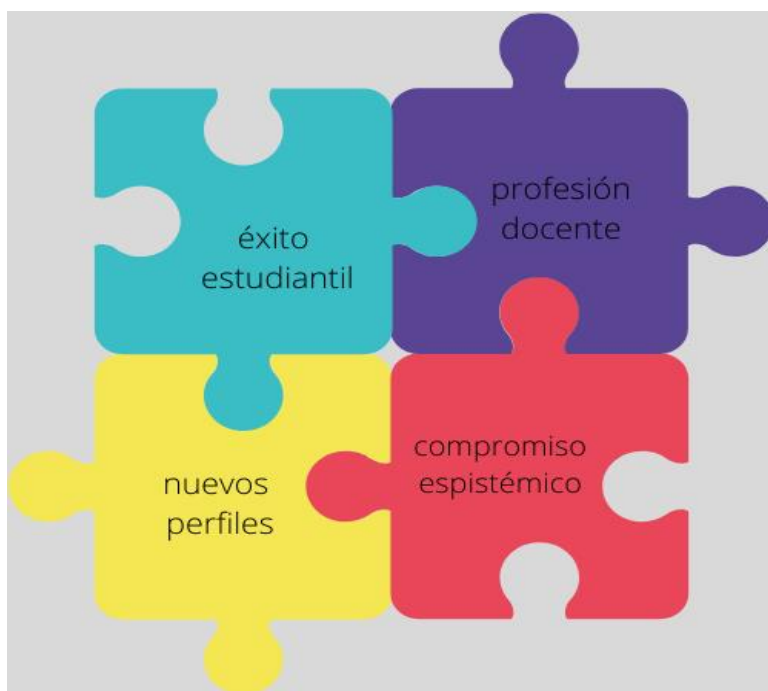 éxito
estudiantil
profesión
docente
nuevos
perfiles
compromiso
espistémico